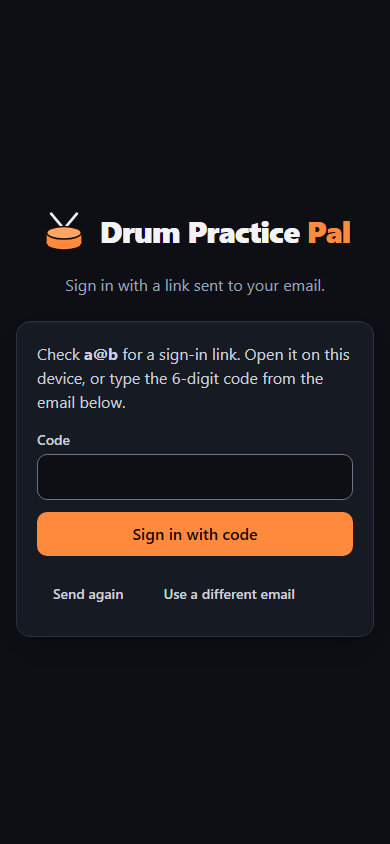 Drum Practice Pal
Sign in with a link sent to your email.
Check a@b for a sign-in link. Open it on this
device, or type the 6-digit code from the
email below.
Code
Sign in with code
Send again Use a different email